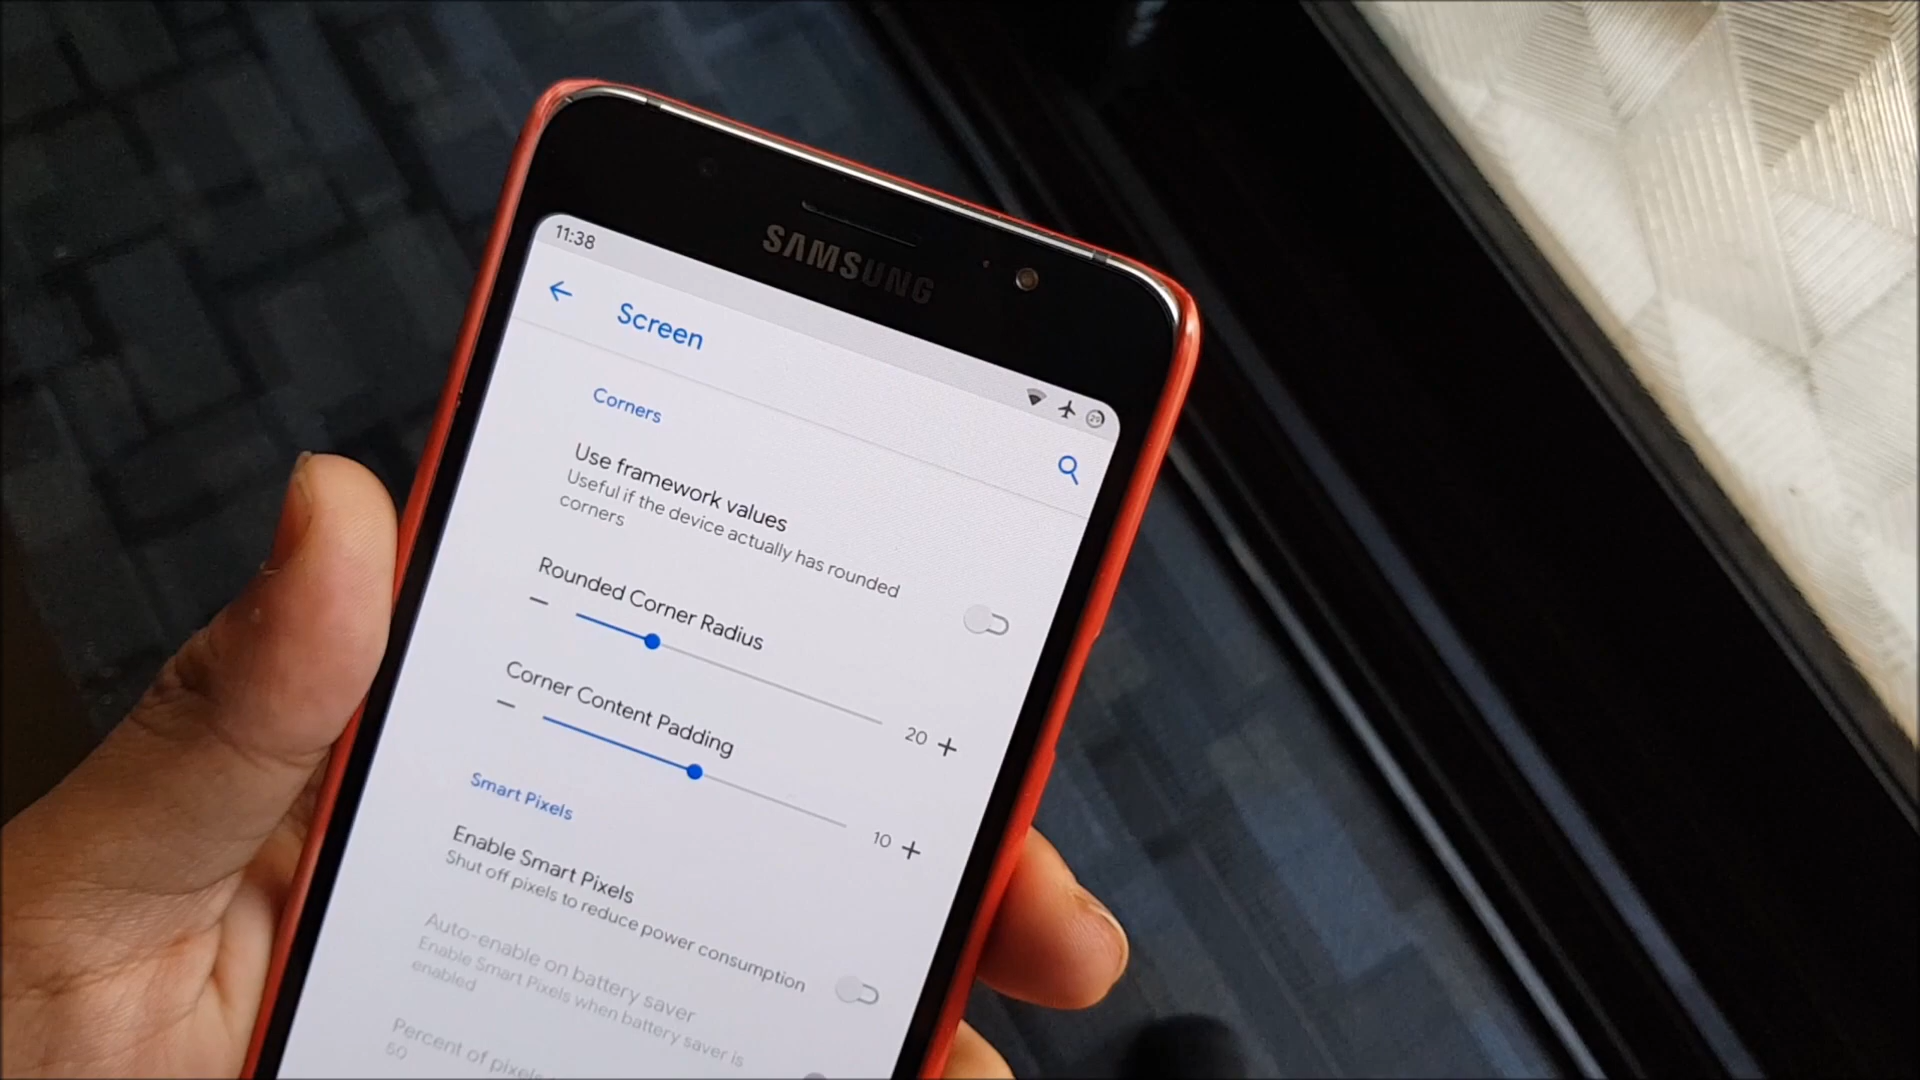 SAMSUNG
11:38
29
Screen
Corners
Use framework values
Useful if the device actually has rounded
corners
Rounded Corner Radius
20
Corner Content Padding
10
Smart Pixels
Enable Smart Pixels
Shut off pixels to reduce power consumption
Auto-enable on battery saver
Enable Smart Pixels when battery saver is
enabled
Percent of pixels